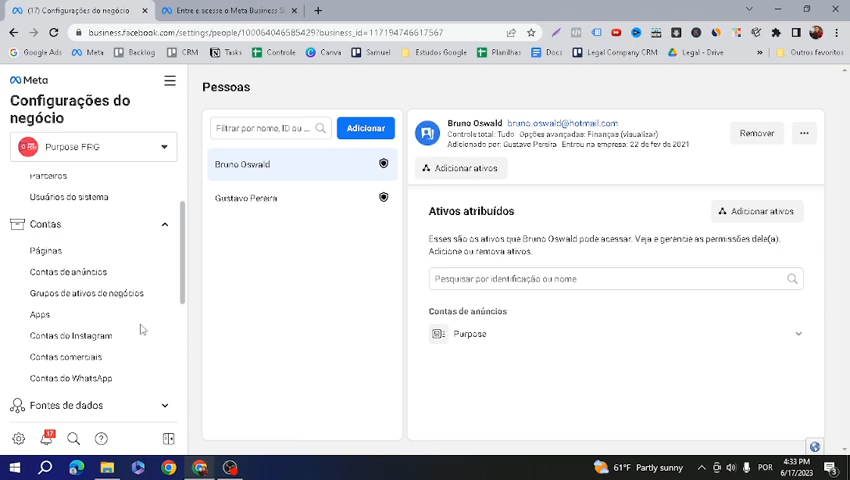 (17) Configurações do negócio
Entre e acesse o Meta Business S
business.facebook.com/settings/people/100064046585429?business_id=1171947466617567
Google Ads
Meta
Backlog
CRM
Tasks
Controle
Canva
Samuel
Estudos Google
Planilhas
Docs
Legal Company CRM
Legal - Drive
Outros favoritos
Meta
Configurações do
negócio
Purpose FRG
Parceiros
Usuários do sistema
Contas
Páginas
Contas de anúncios
Grupos de ativos de negócios
Apps
Contas do Instagram
Contas comerciais
Contas do WhatsApp
Fontes de dados
17
Pessoas
Filtrar por nome, ID ou ...
Adicionar
Bruno Oswald
Gustavo Pereira
Bruno Oswald bruno.oswald@hotmail.com
Controle total: Tudo Opções avançadas: Finanças (visualizar)
Adicionado por: Gustavo Pereira Entrou na empresa: 22 de fev de 2021
Remover
Adicionar ativos
Ativos atribuídos
Adicionar ativos
Esses são os ativos que Bruno Oswald pode acessar. Veja e gerencie as permissões dele(a).
Adicione ou remova ativos.
Pesquisar por identificação ou nome
Contas de anúncios
Purpose
61°F Partly sunny
POR
4:33 PM
6/17/2023
3